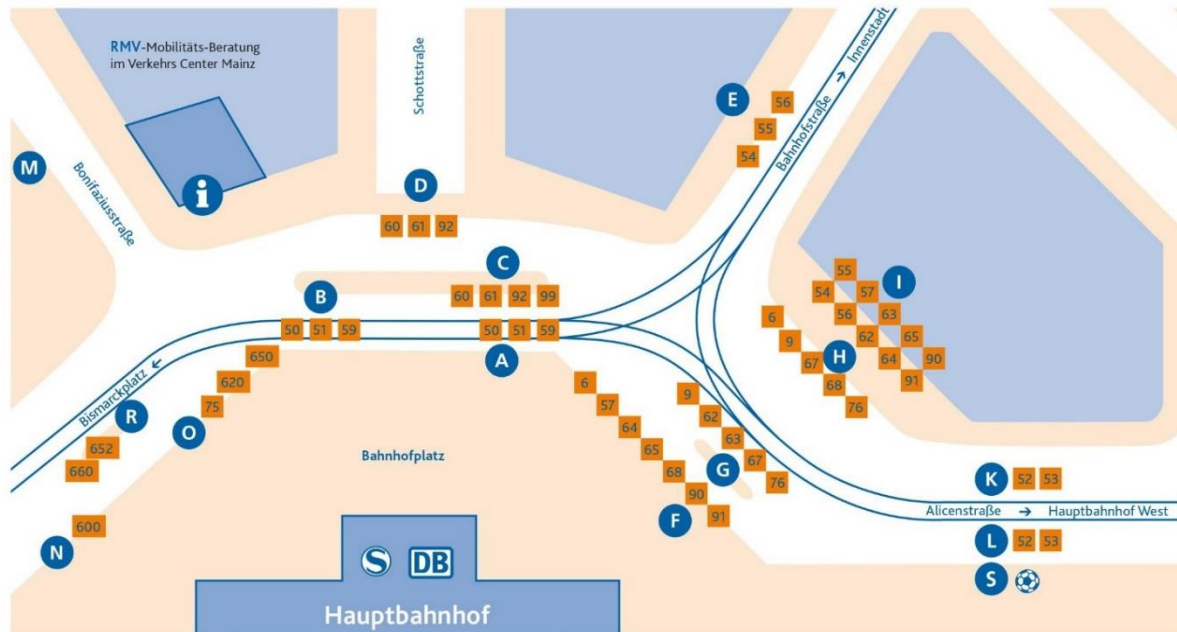 RMV-Mobilitäts-Beratung
im Verkehrs Center Mainz
Schottstraße
Bahnhofstraße → Innenstadt
E
56
55
54
M
Bonifaziusstraße
i
D
60 61 92
C
60 61 92 99
B
50 51 59
50 51 59
A
I
55
54 57
56 63
62 65
64 90
91
H
6
9
67
68
76
650
620
75
O
Bismarckplatz ←
R
652
660
N
600
Bahnhofplatz
6
57
64
65
68
90
91
F
9
62
63
67
76
G
K 52 53
Alicenstraße → Hauptbahnhof West
L 52 53
S
S DB
Hauptbahnhof